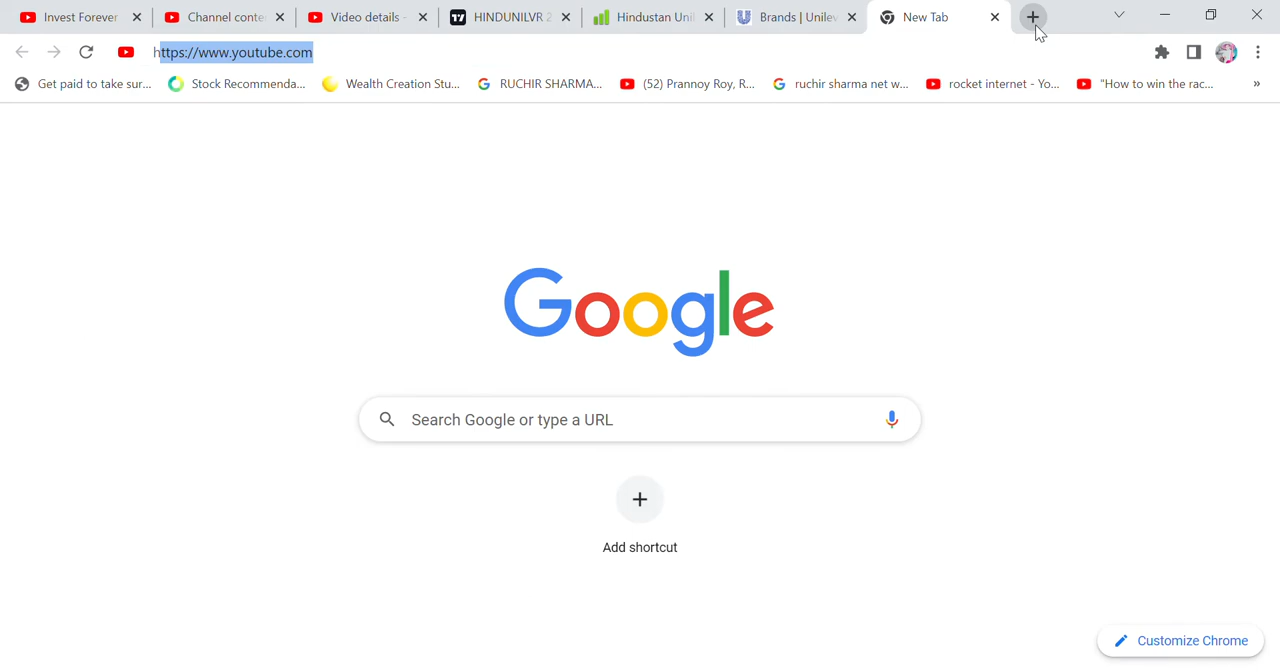 Invest Forever
Channel conte
Video details -
HINDUNILVR 2
Hindustan Uni
Brands | Unilev
New Tab
https://www.youtube.com
Get paid to take sur...
Stock Recommenda...
Wealth Creation Stu...
RUCHIR SHARMA...
(52) Prannoy Roy, R...
ruchir sharma net w...
rocket internet - Yo...
"How to win the rac...
»
Google
Search Google or type a URL
Add shortcut
Customize Chrome